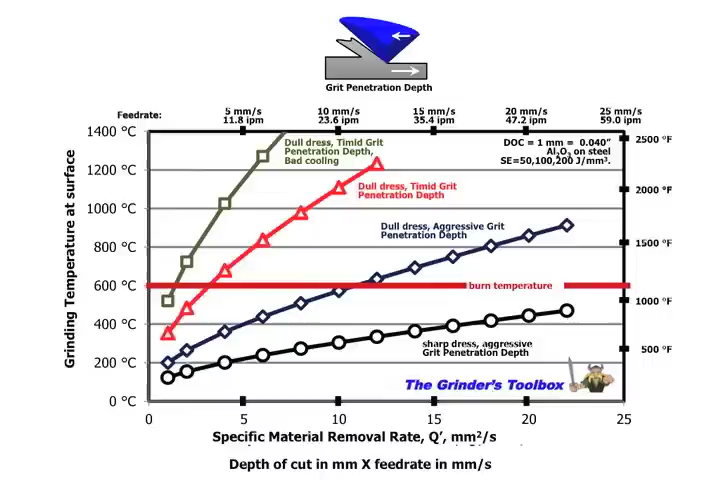 Grit Penetration Depth
Feedrate:
5 mm/s
11.8 ipm
10 mm/s
23.6 ipm
15 mm/s
35.4 ipm
20 mm/s
47.2 ipm
25 mm/s
59.0 ipm
1400 °C
1200 °C
1000 °C
800 °C
600 °C
400 °C
200 °C
0 °C
Grinding Temperature at surface
Dull dress, Timid Grit
Penetration Depth,
Bad cooling
DOC = 1 mm = 0.040"
Al₂O₃ on steel
SE=50,100,200 J/mm³.
Dull dress, Timid Grit
Penetration Depth
Dull dress, Aggressive Grit
Penetration Depth
burn temperature
sharp dress, aggressive
Grit Penetration Depth
The Grinder's Toolbox
2500 °F
2000 °F
1500 °F
1000 °F
500 °F
0
5
10
15
20
25
Specific Material Removal Rate, Q', mm²/s
Depth of cut in mm X feedrate in mm/s